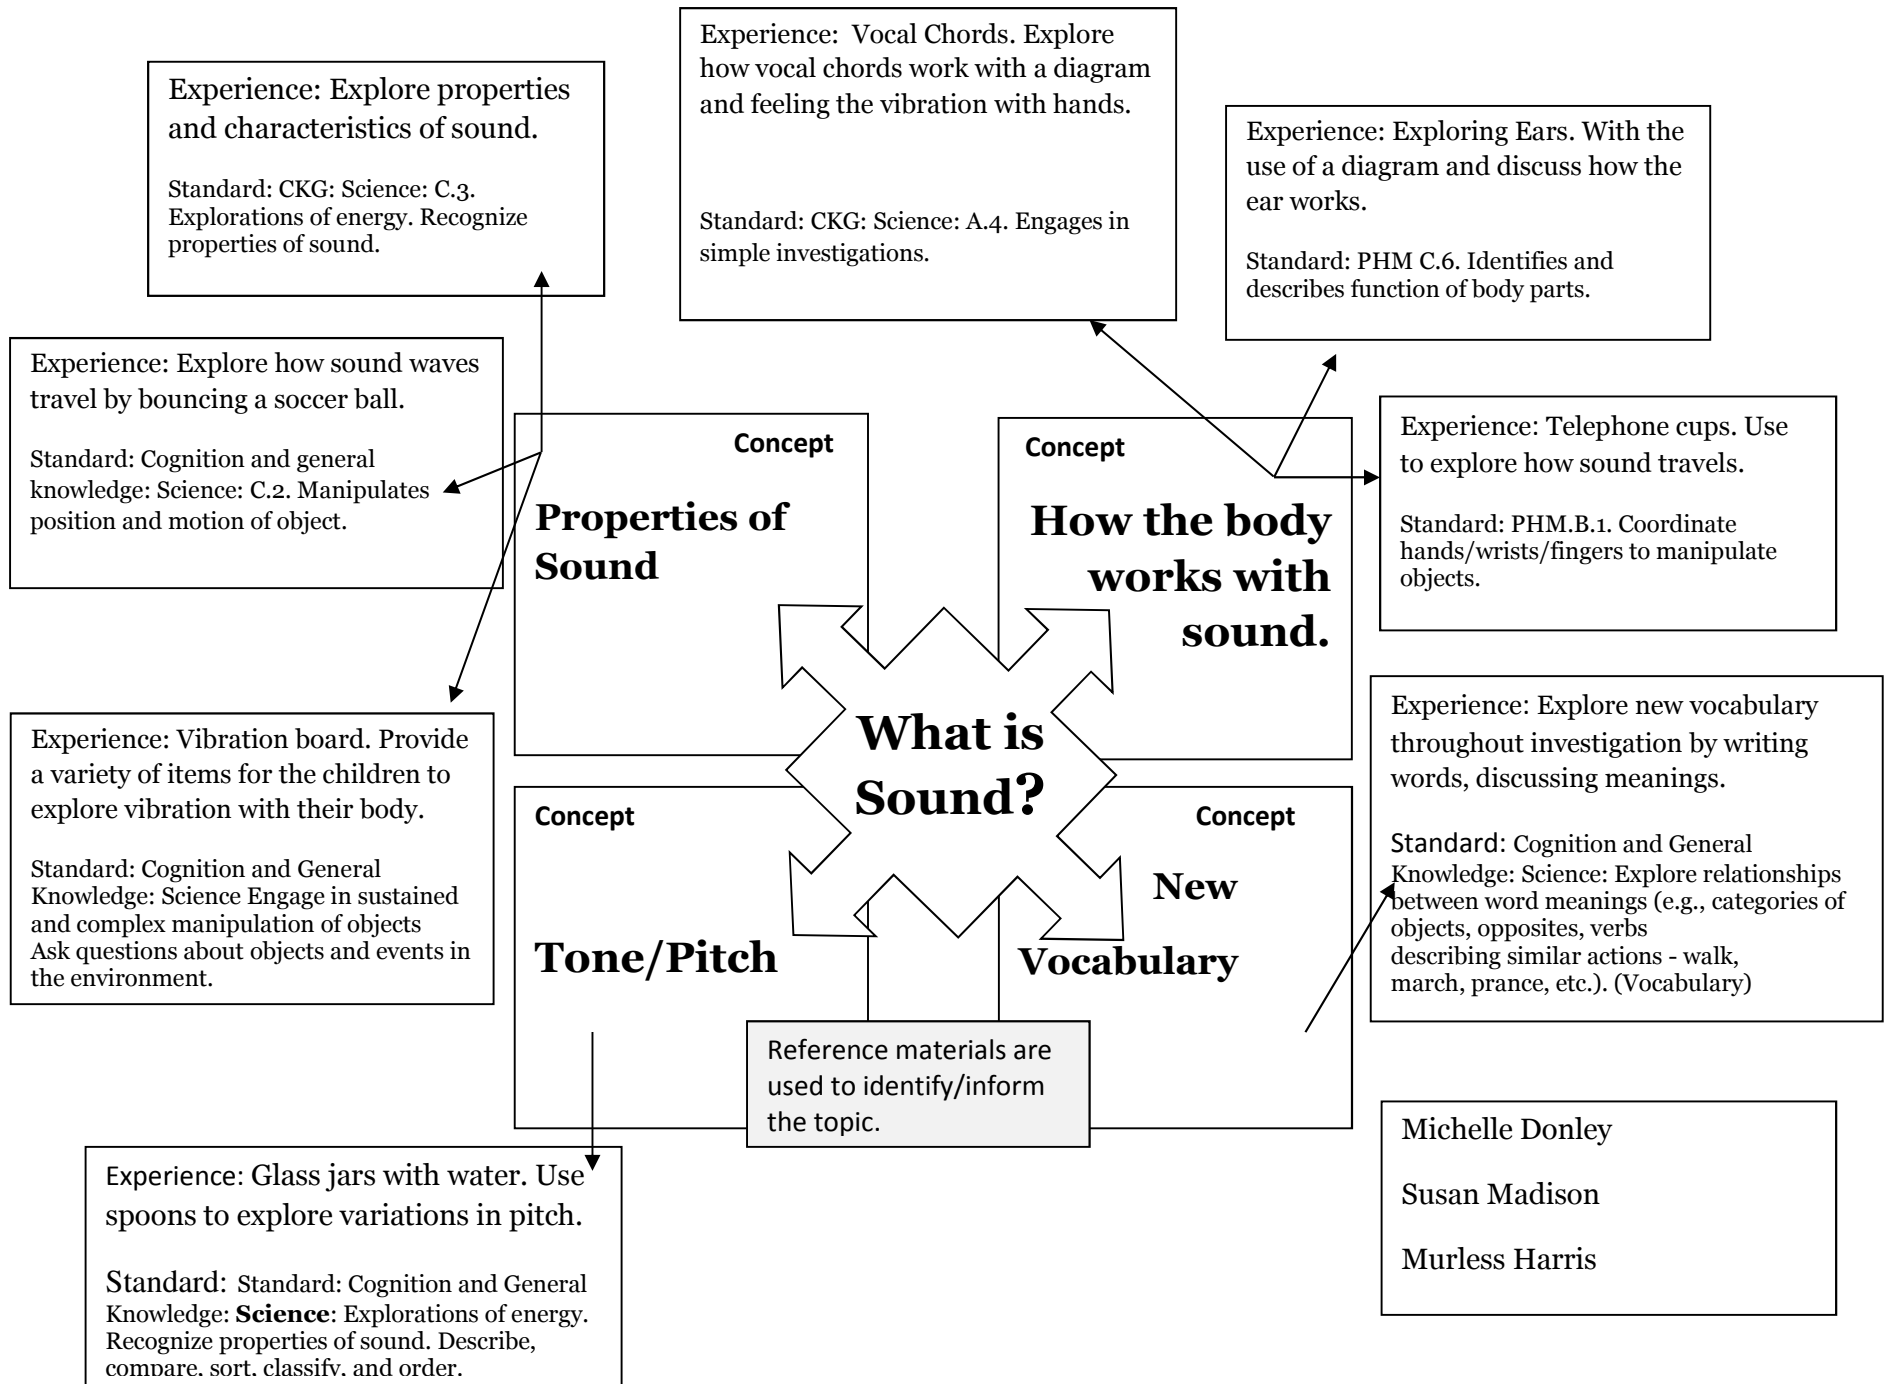 Experience: Explore properties
and characteristics of sound.
Standard: CKG: Science: C.3.
Explorations of energy. Recognize
properties of sound.
Experience:  Vocal Chords. Explore
how vocal chords work with a diagram
and feeling the vibration with hands.
Standard: CKG: Science: A.4. Engages in
simple investigations.
Experience: Exploring Ears. With the
use of a diagram and discuss how the
ear works.
Standard: PHM C.6. Identifies and
describes function of body parts.
Experience: Explore how sound waves
travel by bouncing a soccer ball.
Standard: Cognition and general
knowledge: Science: C.2. Manipulates
position and motion of object.
Concept
Properties of
Sound
Concept
How the body
works with
sound.
Experience: Telephone cups. Use
to explore how sound travels.
Standard: PHM.B.1. Coordinate
hands/wrists/fingers to manipulate
objects.
What is
Sound?
Experience: Vibration board. Provide
a variety of items for the children to
explore vibration with their body.
Standard: Cognition and General
Knowledge: Science Engage in sustained
and complex manipulation of objects
Ask questions about objects and events in
the environment.
Concept
Tone/Pitch
Concept
New
Vocabulary
Experience: Explore new vocabulary
throughout investigation by writing
words, discussing meanings.
Standard: Cognition and General
Knowledge: Science: Explore relationships
between word meanings (e.g., categories of
objects, opposites, verbs
describing similar actions - walk,
march, prance, etc.). (Vocabulary)
Reference materials are
used to identify/inform
the topic.
Experience: Glass jars with water. Use
spoons to explore variations in pitch.
Standard: Standard: Cognition and General
Knowledge: Science: Explorations of energy.
Recognize properties of sound. Describe,
compare, sort, classify, and order.
Michelle Donley
Susan Madison
Murless Harris